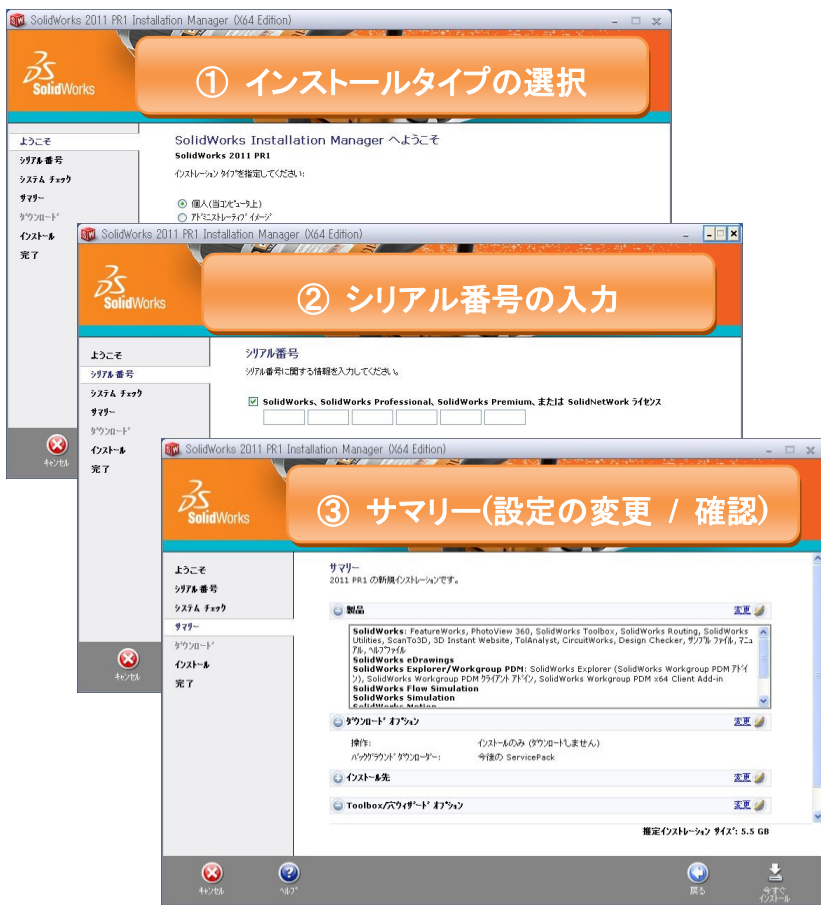 SolidWorks 2011 PR1 Installation Manager (X64 Edition)
① インストールタイプの選択
SolidWorks
ようこそ
シリアル番号
システム チェック
サマリー
ダウンロード
インストール
完了
キャンセル
SolidWorks Installation Manager へようこそ
SolidWorks 2011 PR1
インストレーション タイプを指定してください:
個人(当コンピュータ上)
アドミニストレーティブ イメージ
SolidWorks 2011 PR1 Installation Manager (X64 Edition)
② シリアル番号の入力
SolidWorks
ようこそ
シリアル番号
システム チェック
サマリー
ダウンロード
インストール
完了
キャンセル
シリアル番号
シリアル番号に関する情報を入力してください。
SolidWorks、SolidWorks Professional、SolidWorks Premium、または SolidNetWork ライセンス
SolidWorks 2011 PR1 Installation Manager (X64 Edition)
③ サマリー(設定の変更 / 確認)
SolidWorks
ようこそ
シリアル番号
システム チェック
サマリー
ダウンロード
インストール
完了
サマリー
2011 PR1 の新規インストレーションです。
製品 変更
SolidWorks: FeatureWorks, PhotoView 360, SolidWorks Toolbox, SolidWorks Routing, SolidWorks
Utilities, ScanTo3D, 3D Instant Website, TolAnalyst, CircuitWorks, Design Checker, サンプル ファイル, マニュ
アル, ヘルプファイル
SolidWorks eDrawings
SolidWorks Explorer/Workgroup PDM: SolidWorks Explorer (SolidWorks Workgroup PDM アドイ
ン), SolidWorks Workgroup PDM クライアント アドイン, SolidWorks Workgroup PDM x64 Client Add-in
SolidWorks Flow Simulation
SolidWorks Simulation
SolidWorks Motion
ダウンロード オプション 変更
操作: インストールのみ (ダウンロードしません)
バックグラウンド ダウンローダー: 今後の ServicePack
インストール先 変更
Toolbox/穴ウィザード オプション 変更
推定インストレーション サイズ: 5.5 GB
キャンセル
ヘルプ
戻る
今すぐ
インストール